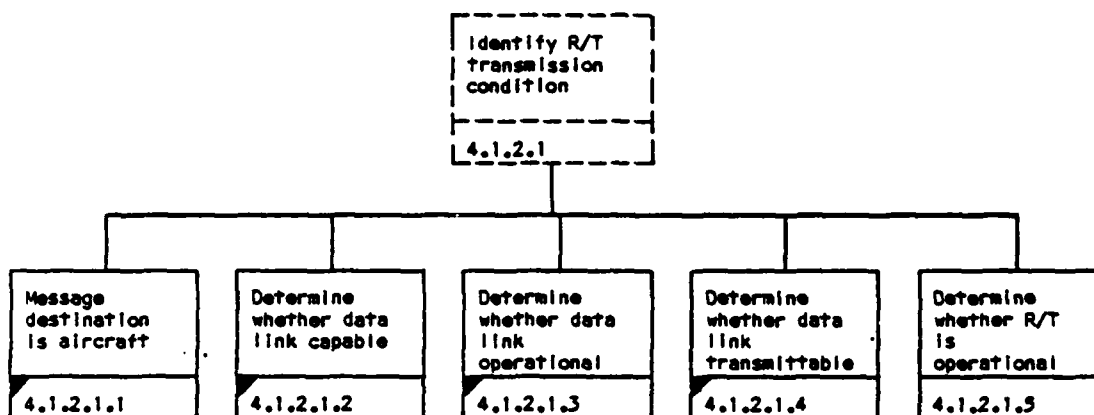 Identify R/T
transmission
condition
4.1.2.1
Message
destination
is aircraft
4.1.2.1.1
Determine
whether data
link capable
4.1.2.1.2
Determine
whether data
link
operational
4.1.2.1.3
Determine
whether data
link
transmittable
4.1.2.1.4
Determine
whether R/T
is
operational
4.1.2.1.5